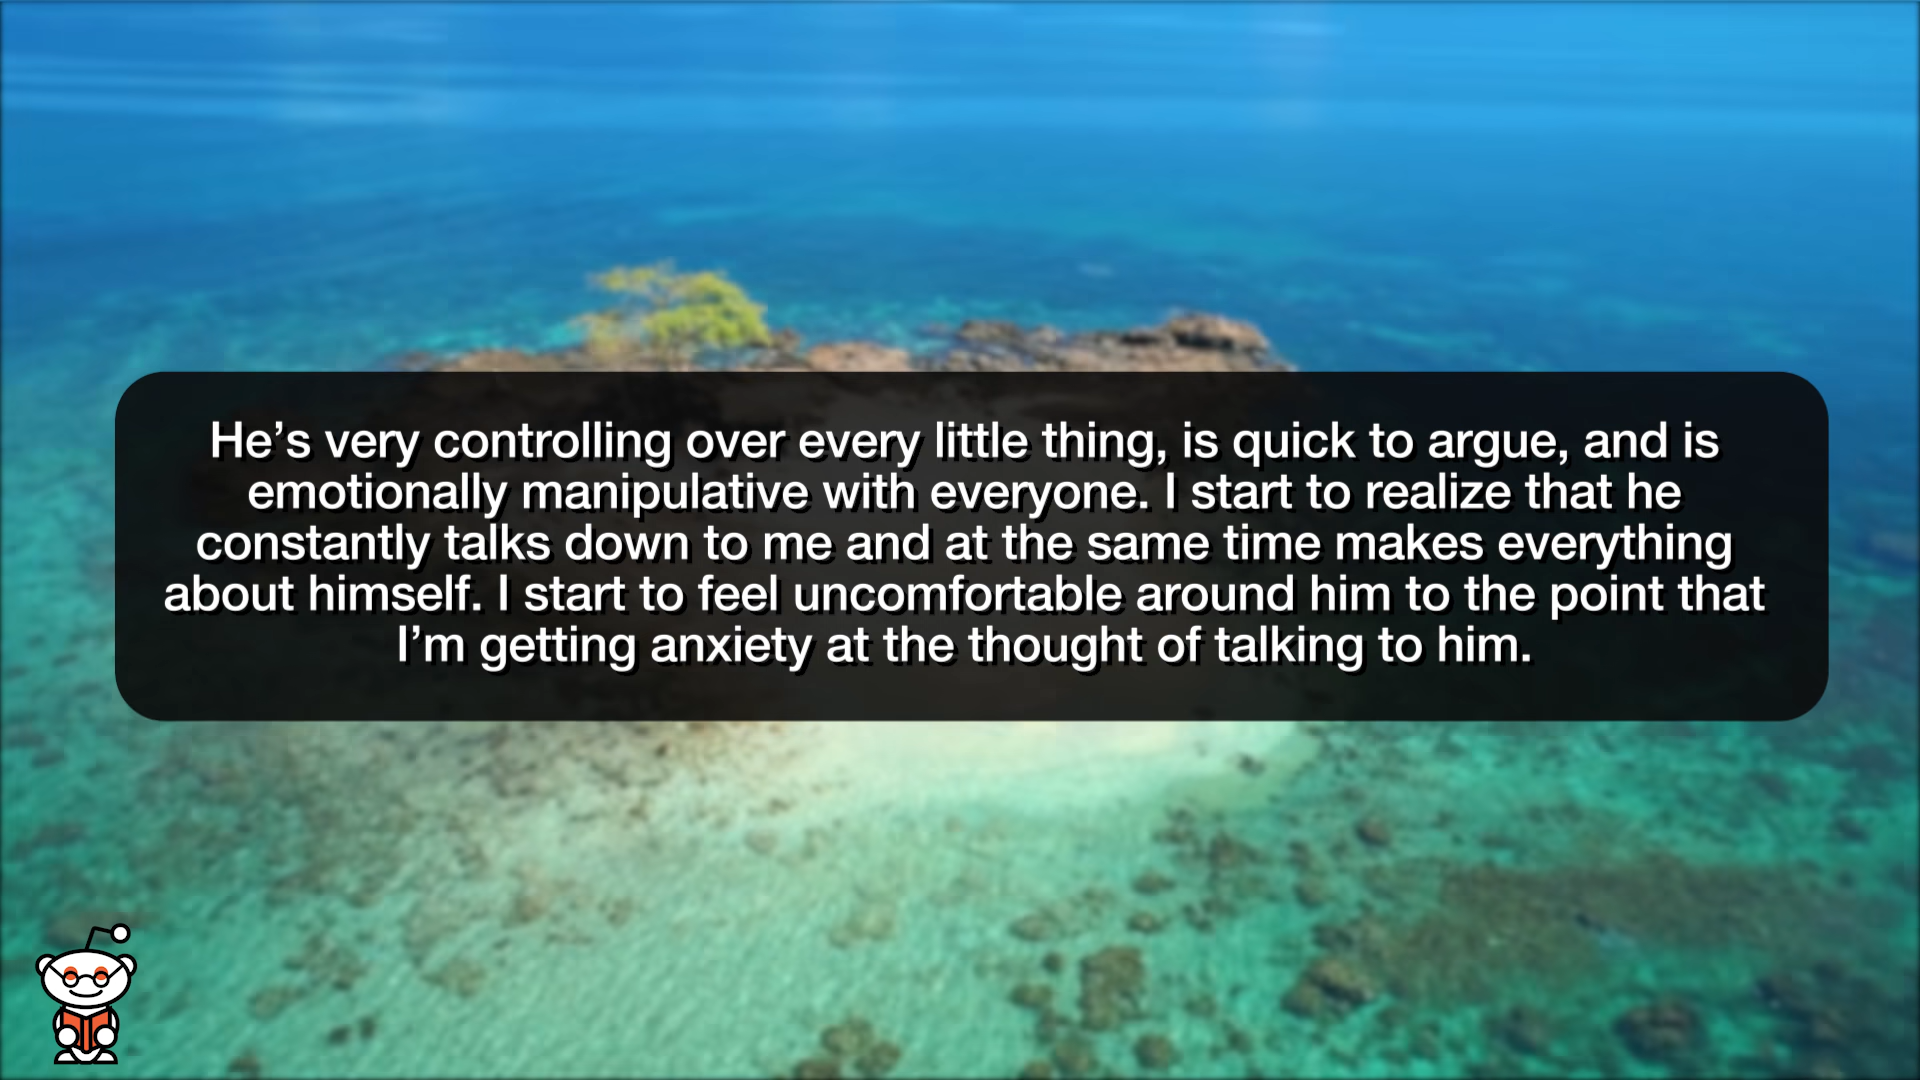 He’s very controlling over every little thing, is quick to argue, and is
emotionally manipulative with everyone. I start to realize that he
constantly talks down to me and at the same time makes everything
about himself. I start to feel uncomfortable around him to the point that
I’m getting anxiety at the thought of talking to him.